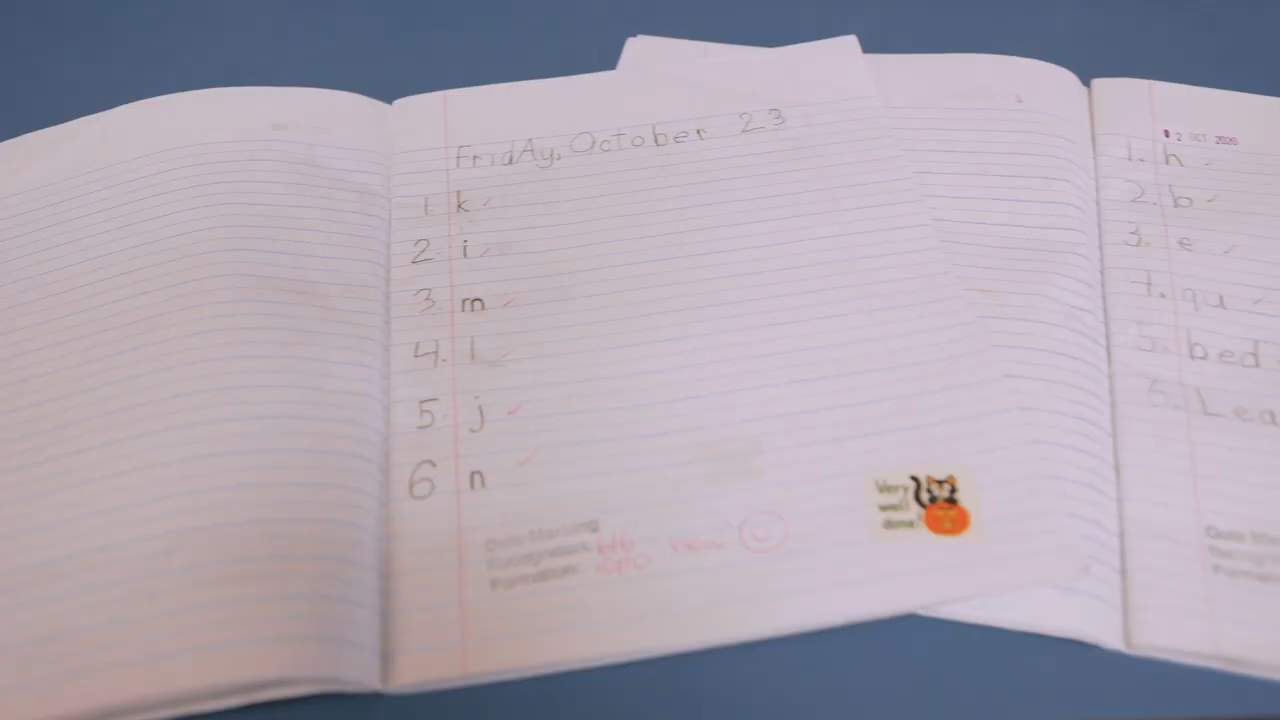 FridAy, October 23
1. k
2. i
3. m
4. l
5. j
6 n
Very
well
done!
02 OCT 2020
1. h
2. b
3. e
4. qu
5. bed
6. Lea